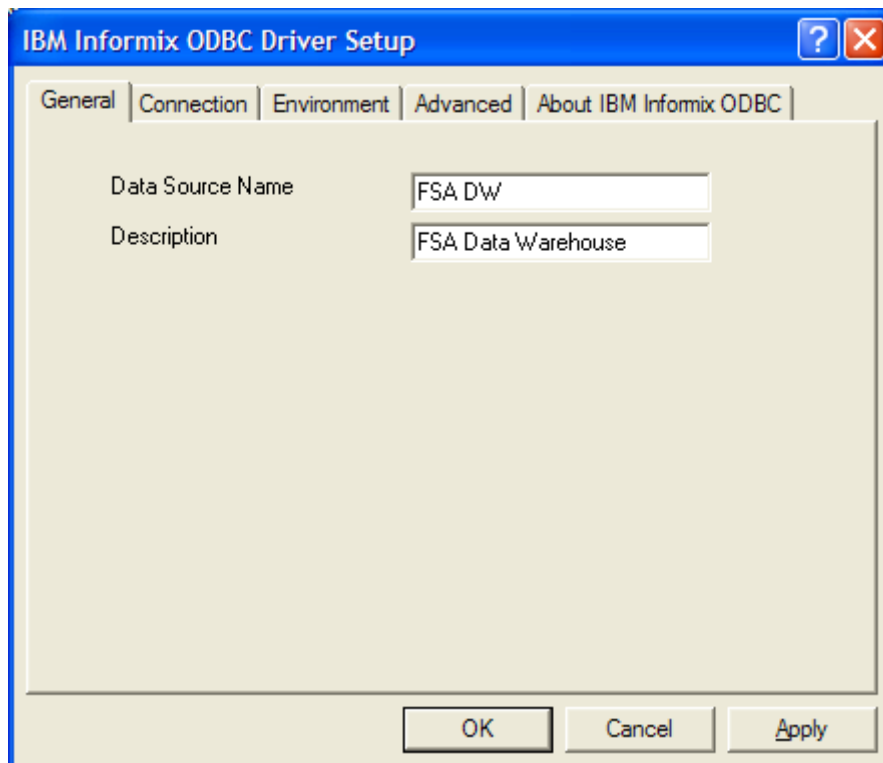 IBM Informix ODBC Driver Setup
General Connection Environment Advanced About IBM Informix ODBC
Data Source Name FSA DW
Description FSA Data Warehouse
OK Cancel Apply